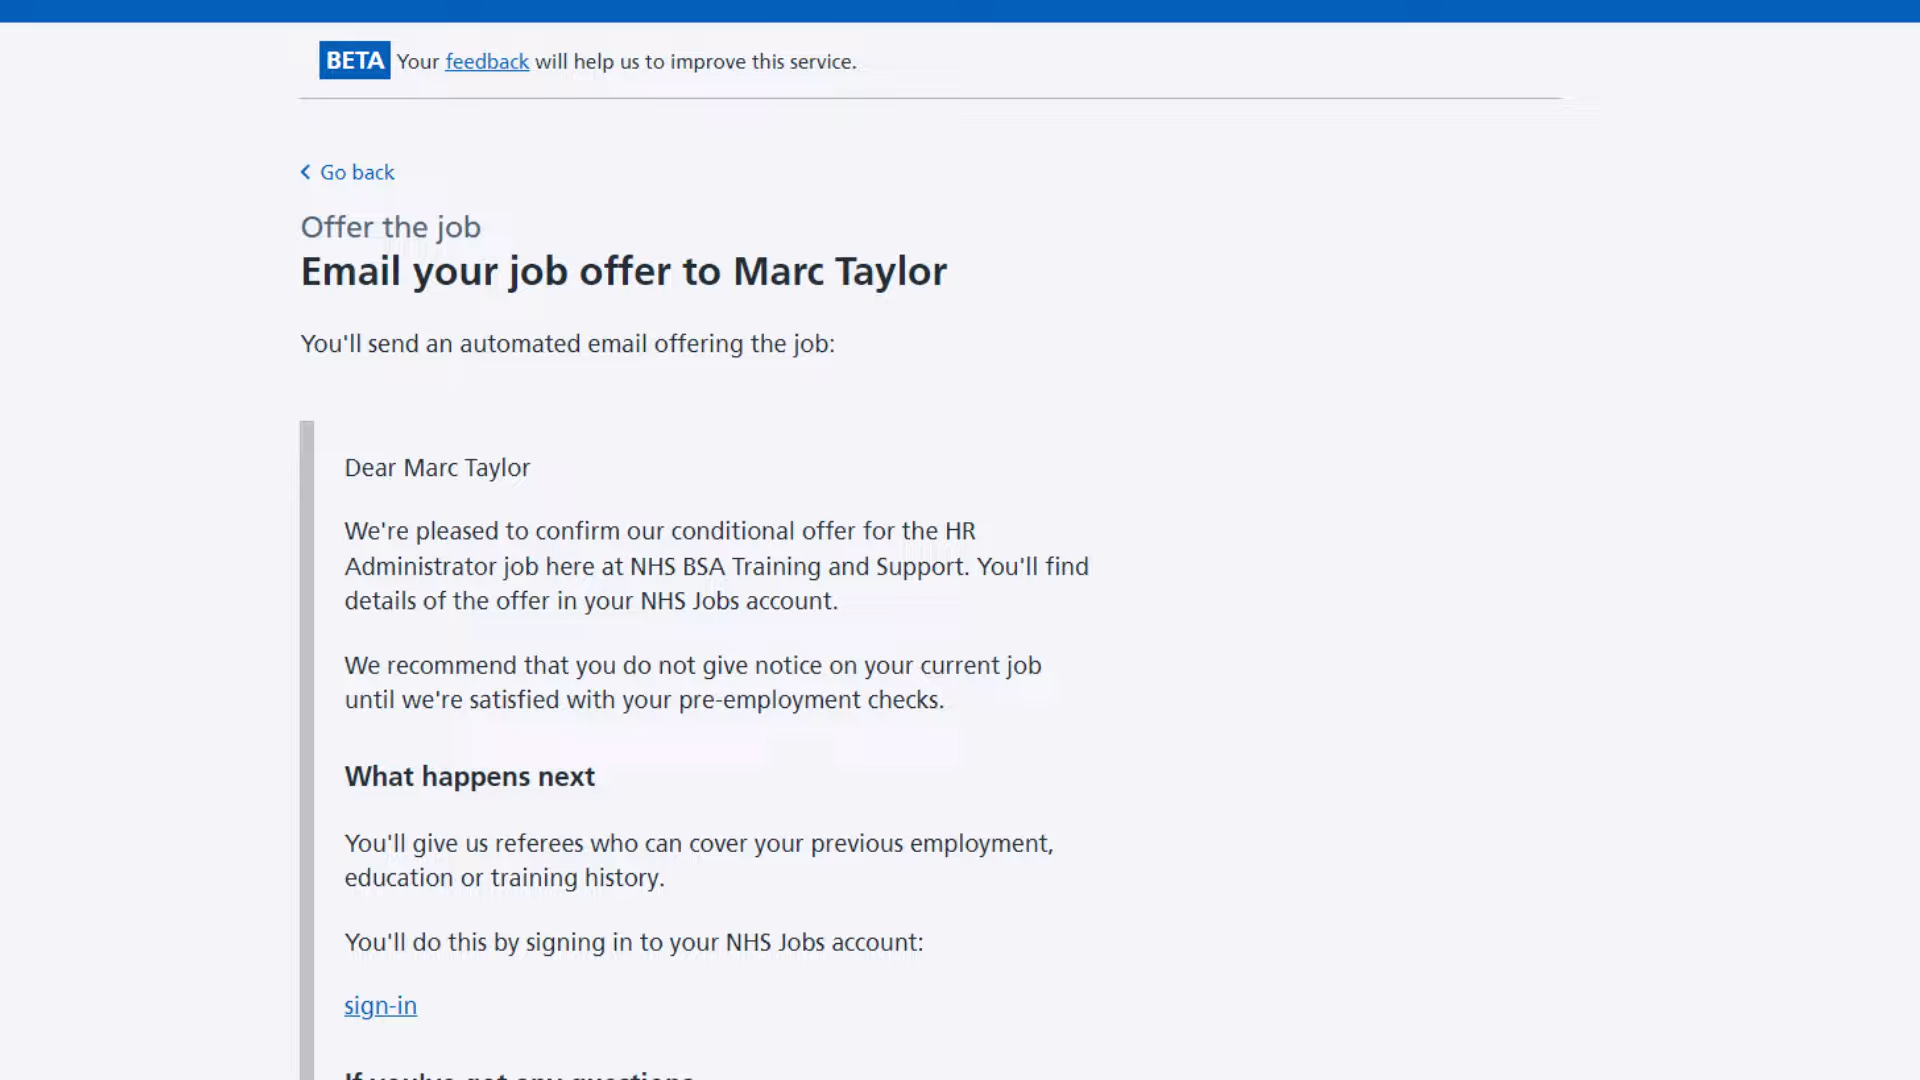 BETA Your feedback will help us to improve this service.
Go back
Offer the job
Email your job offer to Marc Taylor
You'll send an automated email offering the job:
Dear Marc Taylor
We're pleased to confirm our conditional offer for the HR
Administrator job here at NHS BSA Training and Support. You'll find
details of the offer in your NHS Jobs account.
We recommend that you do not give notice on your current job
until we're satisfied with your pre-employment checks.
What happens next
You'll give us referees who can cover your previous employment,
education or training history.
You'll do this by signing in to your NHS Jobs account:
sign-in
If you've got any questions